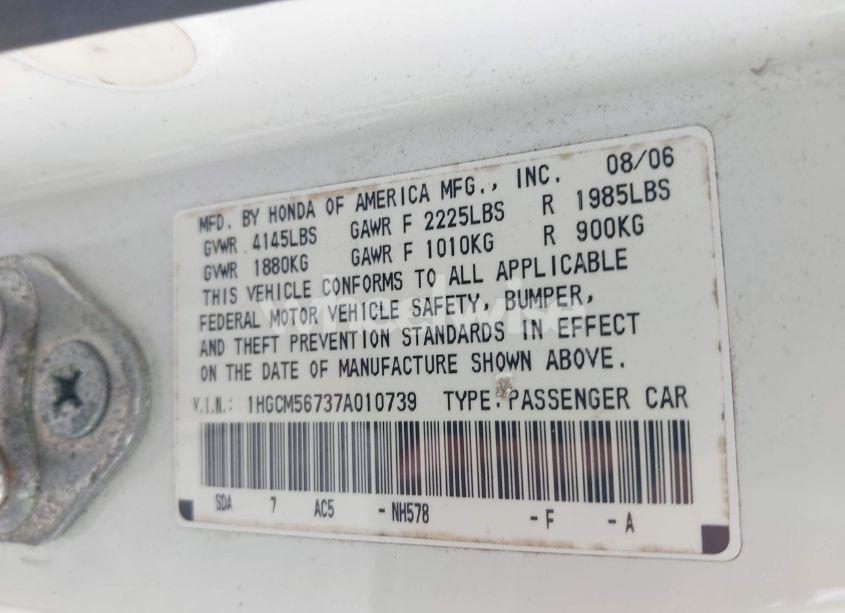 MFD. BY HONDA OF AMERICA MFG., INC. 08/06
GVWR 4145LBS GAWR F 2225LBS R 1985LBS
GVWR 1880KG GAWR F 1010KG R 900KG
THIS VEHICLE CONFORMS TO ALL APPLICABLE
FEDERAL MOTOR VEHICLE SAFETY, BUMPER,
AND THEFT PREVENTION STANDARDS IN EFFECT
ON THE DATE OF MANUFACTURE SHOWN ABOVE.
V.I.N.: 1HGCM56737A010739 TYPE: PASSENGER CAR
SDA 7 AC5 -NH578 -F -A